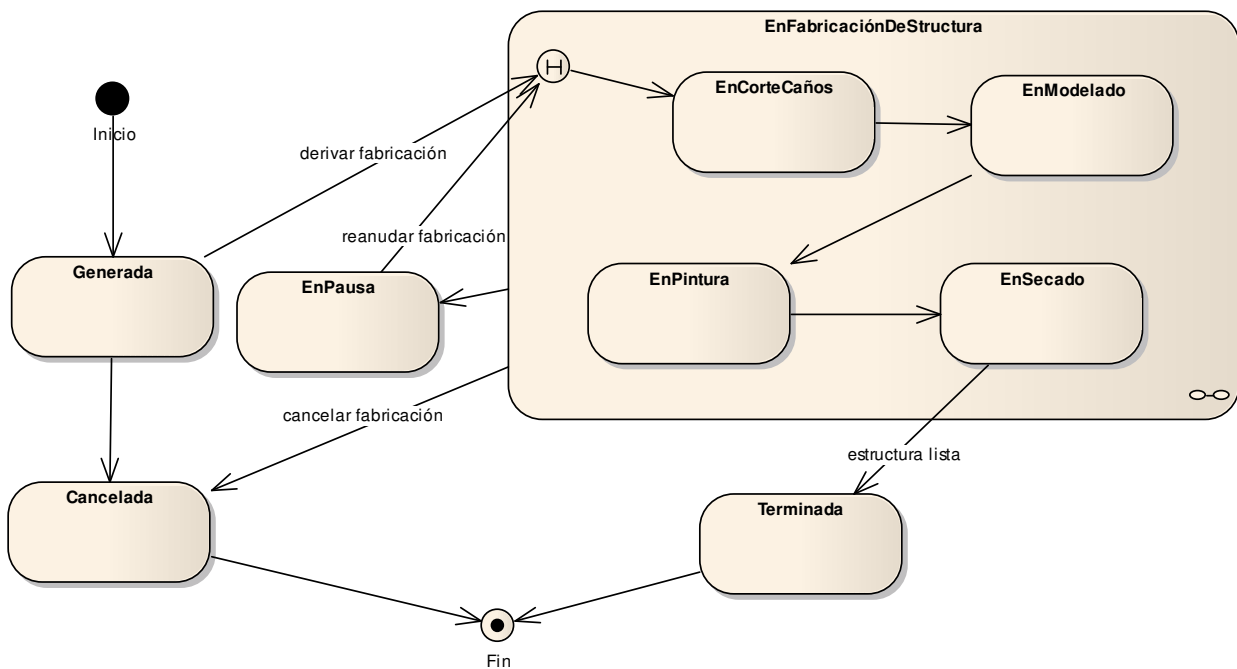 EnFabricaciónDeStructura
H
EnCorteCaños
EnModelado
Inicio
derivar fabricación
reanudar fabricación
Generada
EnPausa
EnPintura
EnSecado
cancelar fabricación
estructura lista
Cancelada
Terminada
Fin